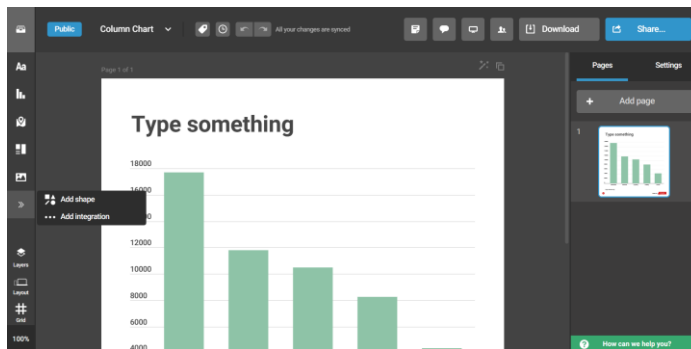 Public
Column Chart
All your changes are synced
Download
Share...
Aa
Page 1 of 1
Pages
Settings
Add page
1
Type something
Type something
18000
16000
Add shape
Add integration
12000
10000
8000
6000
4000
Layers
Layout
Grid
100%
How can we help you?